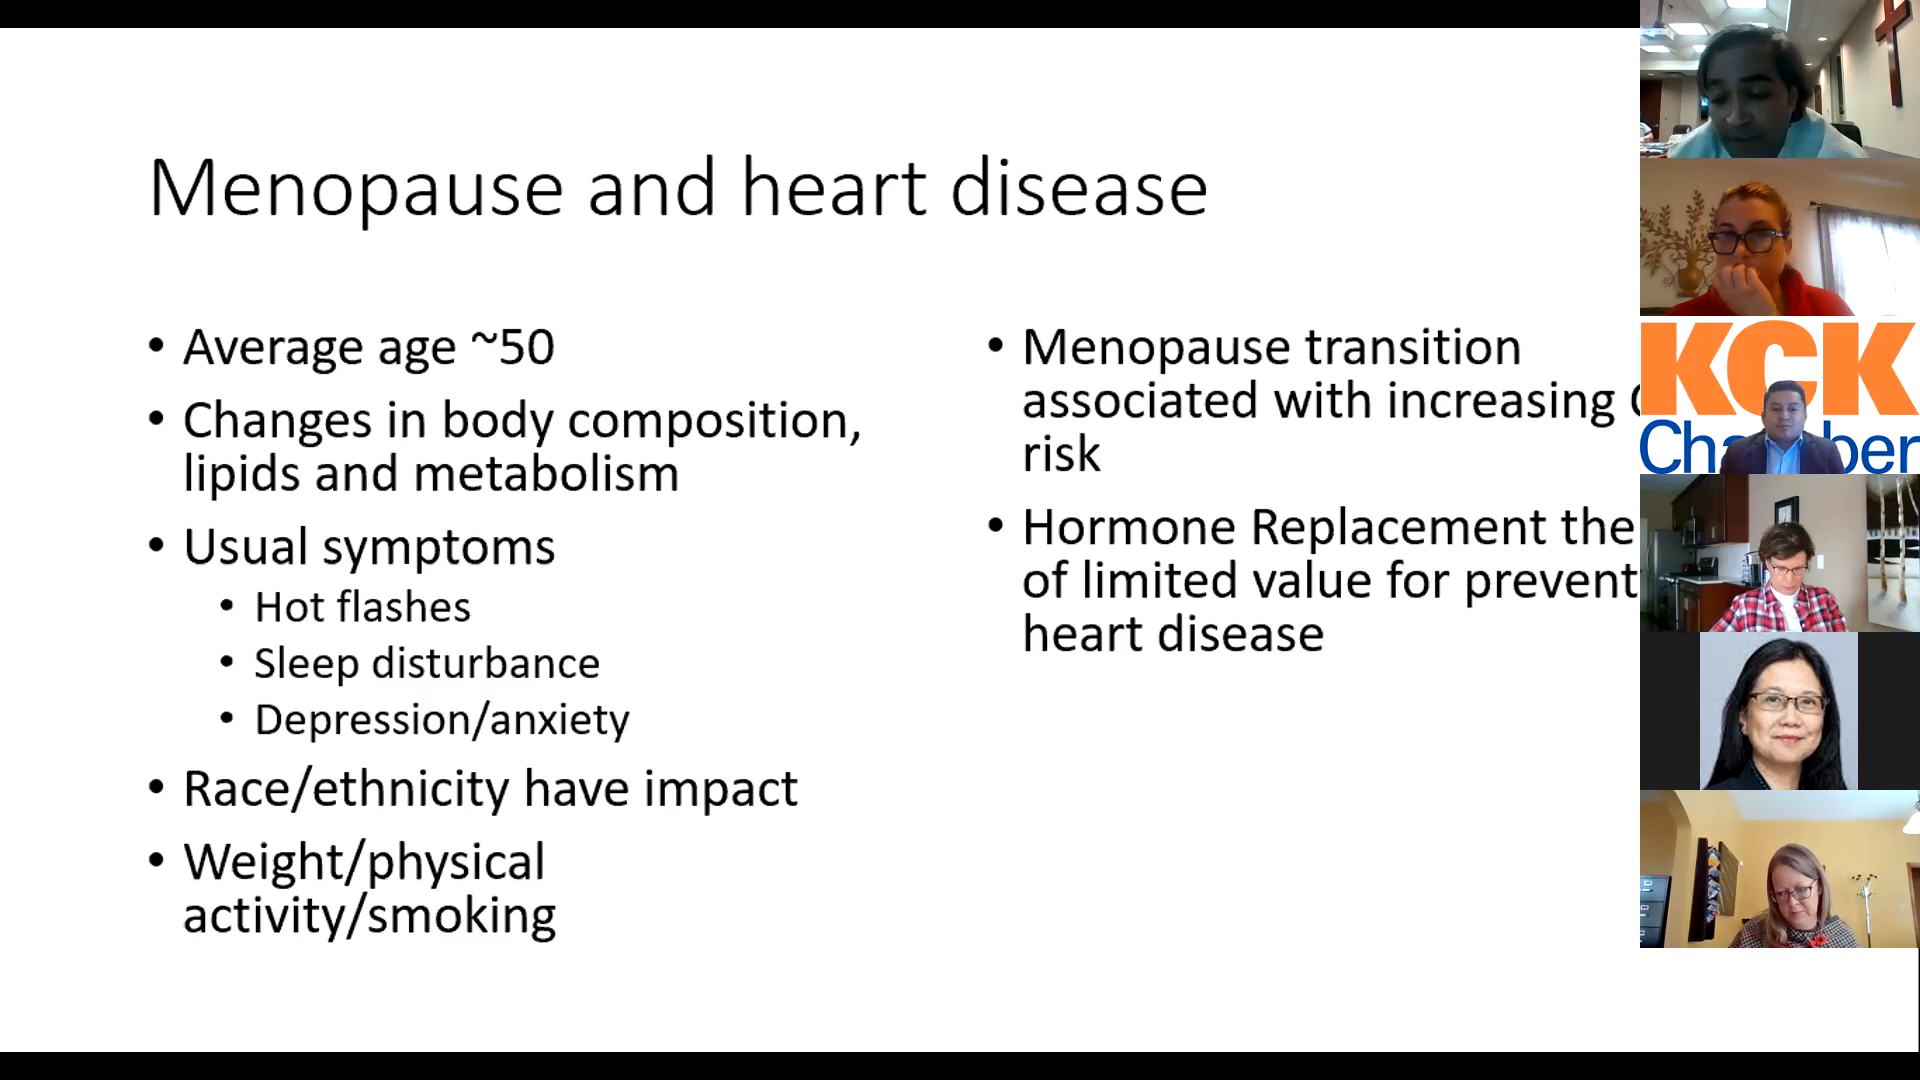 Menopause and heart disease
• Average age ~50
• Changes in body composition,
lipids and metabolism
• Usual symptoms
• Hot flashes
• Sleep disturbance
• Depression/anxiety
• Race/ethnicity have impact
• Weight/physical
activity/smoking
• Menopause transition
associated with increasing
risk
• Hormone Replacement the
of limited value for prevent
heart disease
KCK